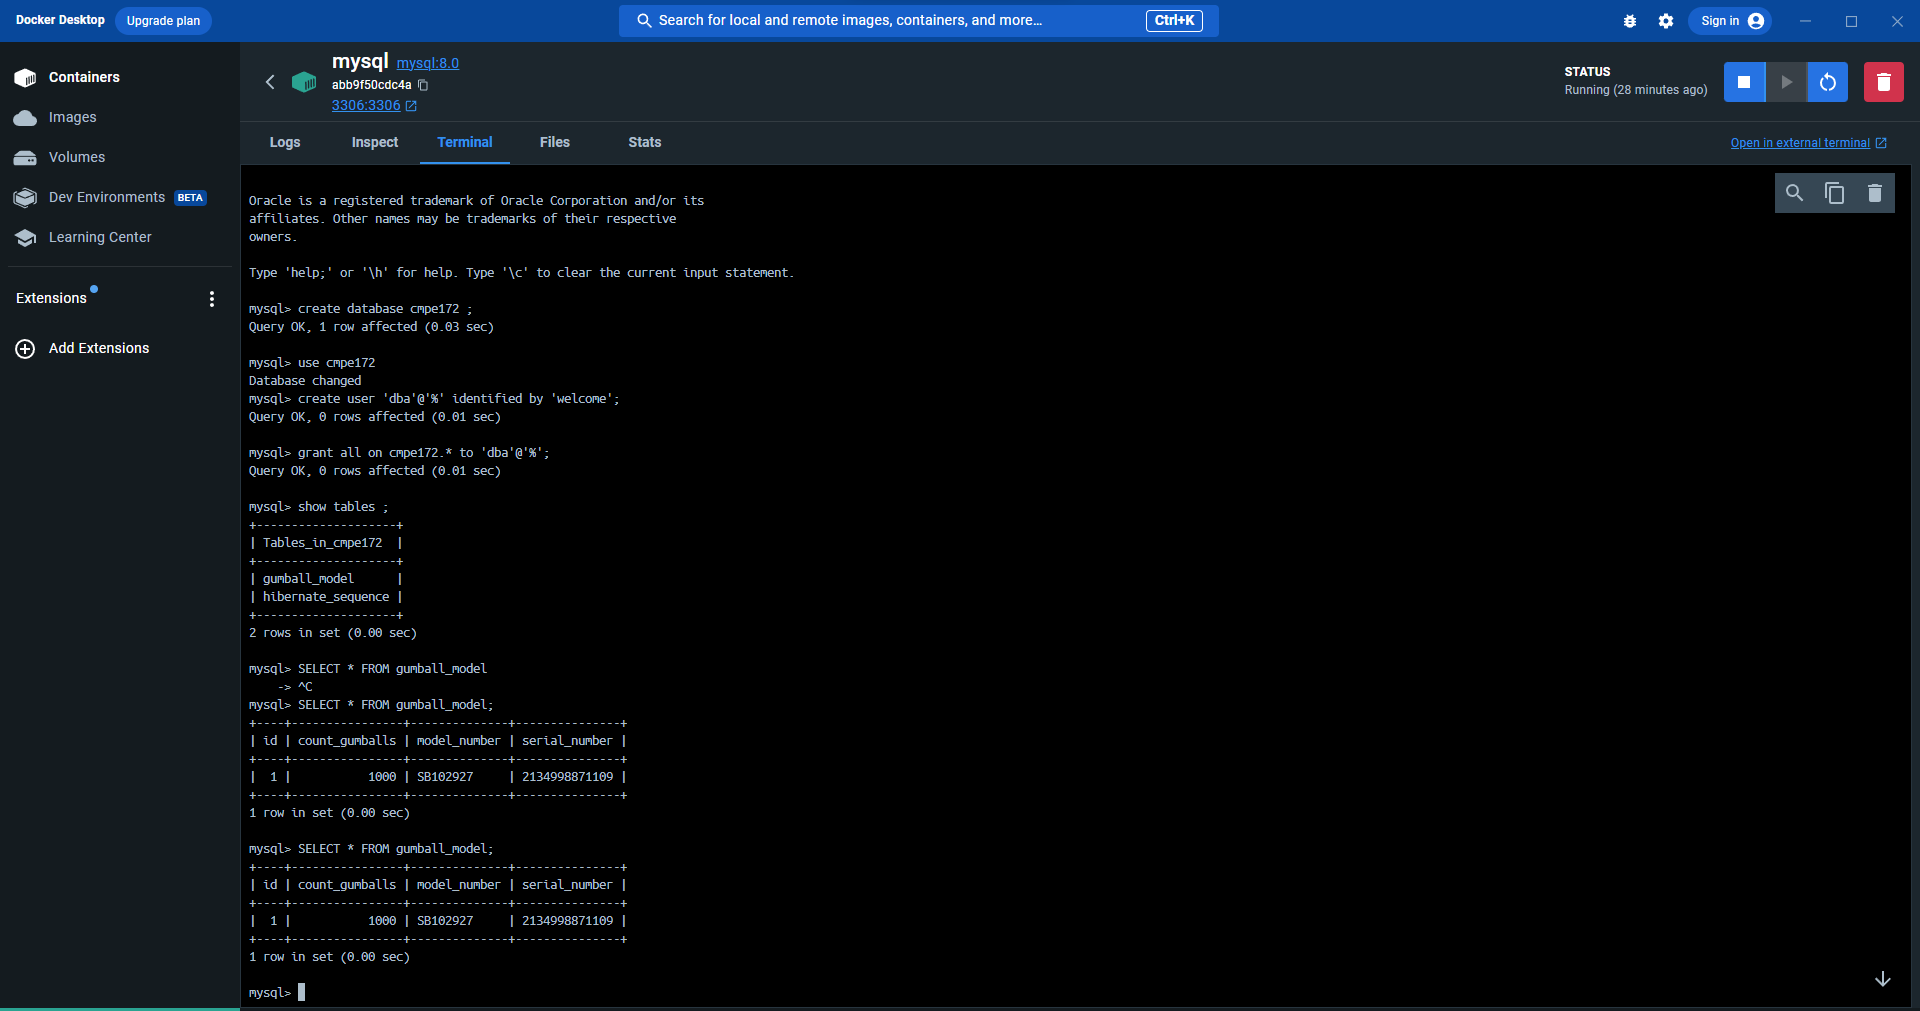 Docker Desktop
Upgrade plan
Search for local and remote images, containers, and more...
Ctrl+K
Sign in
Containers
Images
Volumes
Dev Environments
BETA
Learning Center
Extensions
Add Extensions
mysql mysql:8.0
abb9f50cdc4a
3306:3306
STATUS
Running (28 minutes ago)
Logs
Inspect
Terminal
Files
Stats
Open in external terminal
Oracle is a registered trademark of Oracle Corporation and/or its
affiliates. Other names may be trademarks of their respective
owners.
Type 'help;' or '\h' for help. Type '\c' to clear the current input statement.
mysql> create database cmpe172 ;
Query OK, 1 row affected (0.03 sec)
mysql> use cmpe172
Database changed
mysql> create user 'dba'@'%' identified by 'welcome';
Query OK, 0 rows affected (0.01 sec)
mysql> grant all on cmpe172.* to 'dba'@'%';
Query OK, 0 rows affected (0.01 sec)
mysql> show tables ;
+--------------------+
| Tables_in_cmpe172  |
+--------------------+
| gumball_model      |
| hibernate_sequence |
+--------------------+
2 rows in set (0.00 sec)
mysql> SELECT * FROM gumball_model
    -> ^C
mysql> SELECT * FROM gumball_model;
+----+----------------+--------------+---------------+
| id | count_gumballs | model_number | serial_number |
+----+----------------+--------------+---------------+
|  1 |           1000 | SB102927     | 2134998871109 |
+----+----------------+--------------+---------------+
1 row in set (0.00 sec)
mysql> SELECT * FROM gumball_model;
+----+----------------+--------------+---------------+
| id | count_gumballs | model_number | serial_number |
+----+----------------+--------------+---------------+
|  1 |           1000 | SB102927     | 2134998871109 |
+----+----------------+--------------+---------------+
1 row in set (0.00 sec)
mysql>